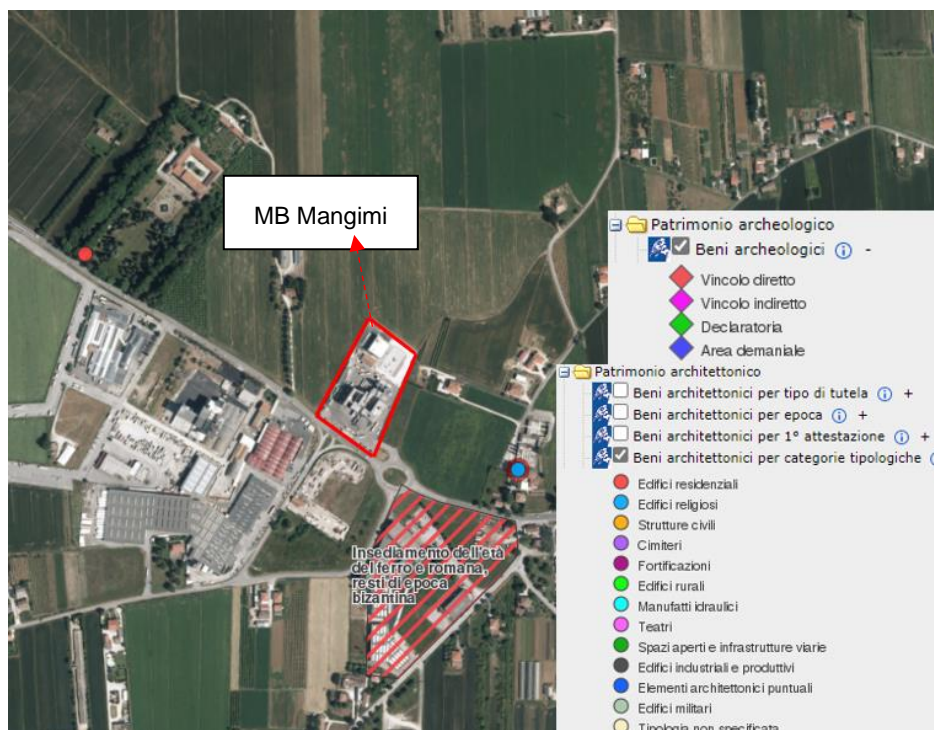 MB Mangimi
Patrimonio archeologico
Beni archeologici -
Vincolo diretto
Vincolo indiretto
Declaratoria
Area demaniale
Patrimonio architettonico
Beni architettonici per tipo di tutela +
Beni architettonici per epoca +
Beni architettonici per 1° attestazione +
Beni architettonici per categorie tipologiche
Edifici residenziali
Edifici religiosi
Strutture civili
Cimiteri
Fortificazioni
Edifici rurali
Manufatti idraulici
Teatri
Spazi aperti e infrastrutture viarie
Edifici industriali e produttivi
Elementi architettonici puntuali
Edifici militari
Tipologia non specificata
Insediamento dell'età
del ferro e romana,
resti di epoca
bizantina